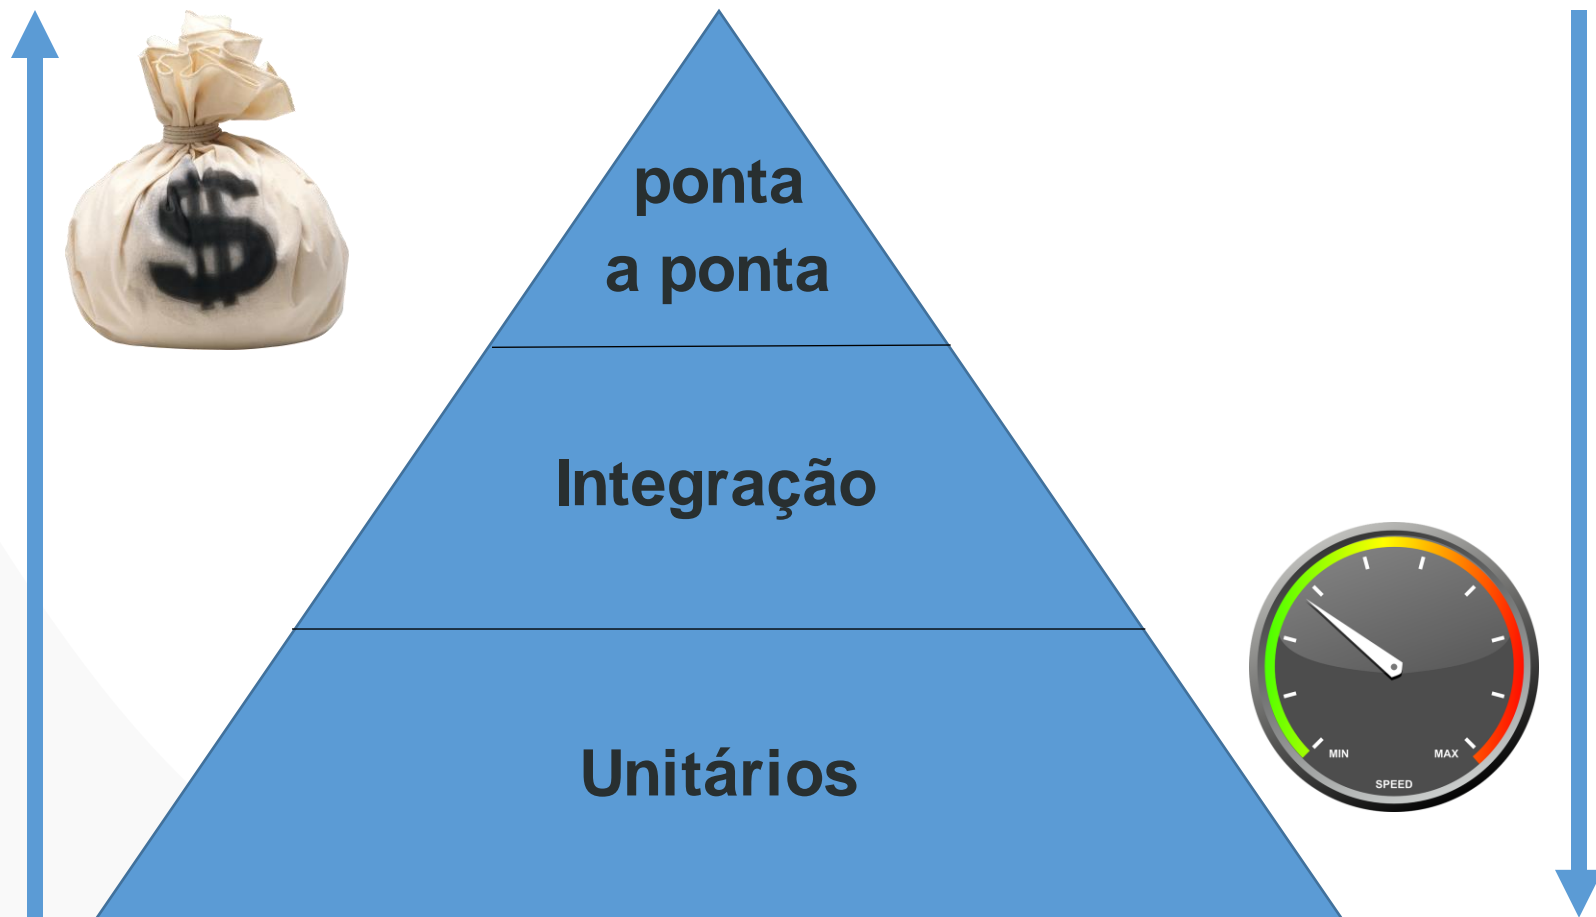 $
ponta
a ponta
Integração
Unitários
MIN
MAX
SPEED